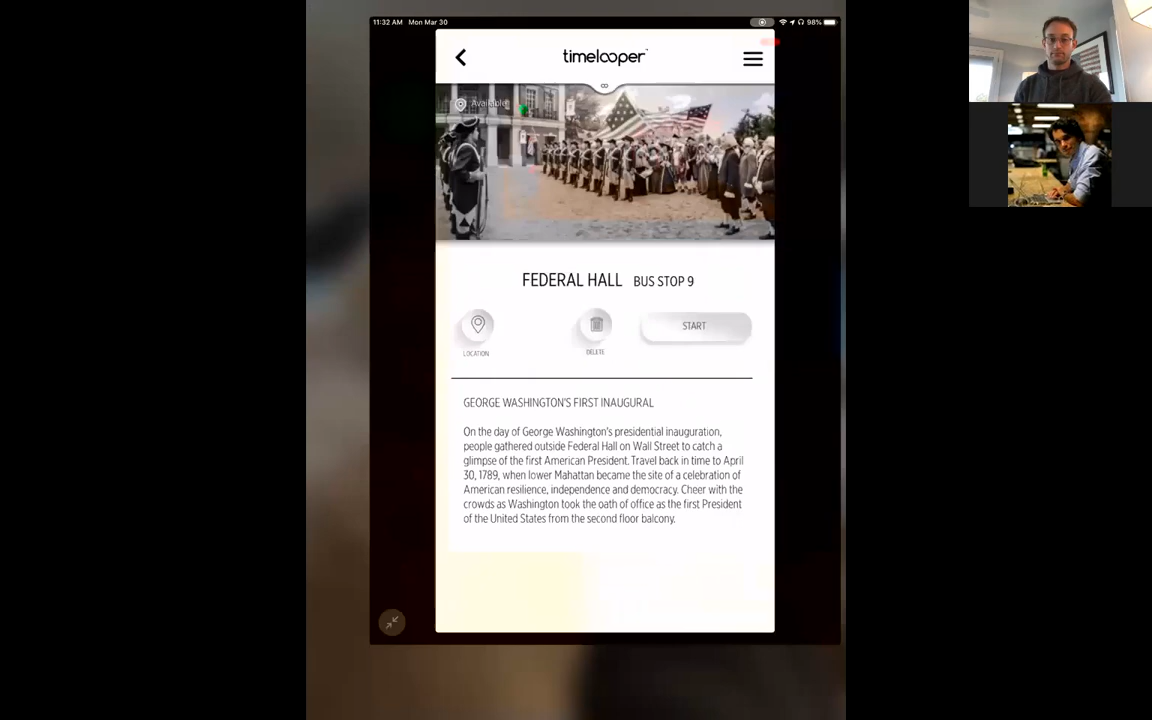 11:32 AM Mon Mar 30
98%
timelooper
Available
FEDERAL HALL BUS STOP 9
LOCATION
DELETE
START
GEORGE WASHINGTON'S FIRST INAUGURAL
On the day of George Washington's presidential inauguration,
people gathered outside Federal Hall on Wall Street to catch a
glimpse of the first American President. Travel back in time to April
30, 1789, when lower Mahattan became the site of a celebration of
American resilience, independence and democracy. Cheer with the
crowds as Washington took the oath of office as the first President
of the United States from the second floor balcony.